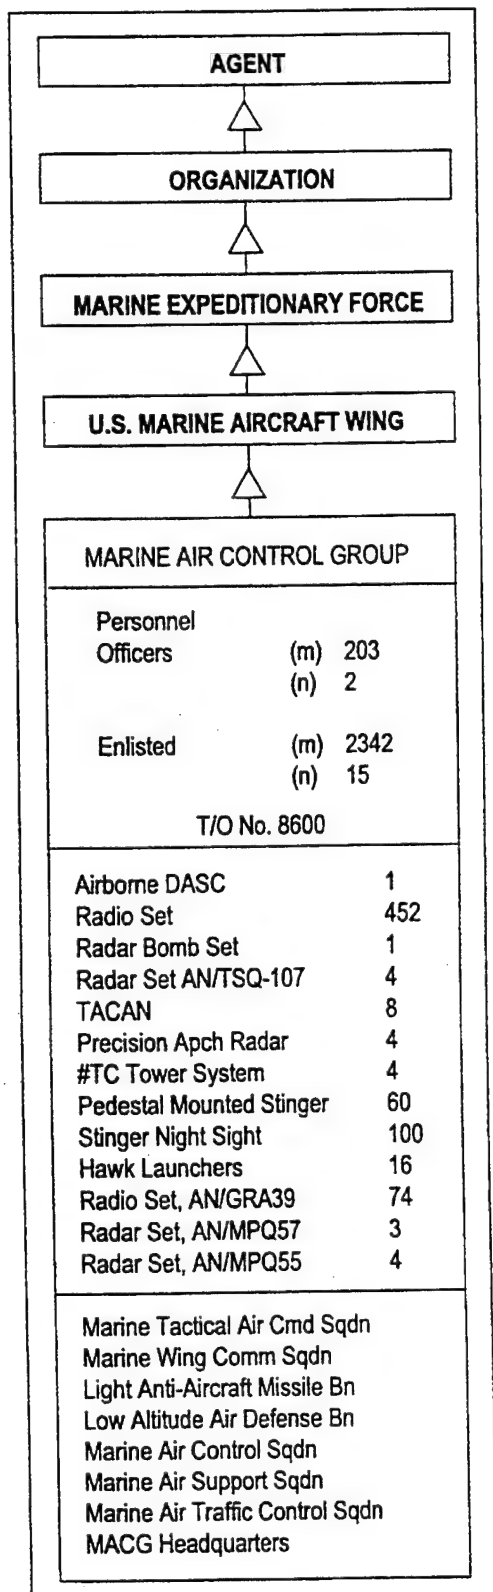 AGENT
ORGANIZATION
MARINE EXPEDITIONARY FORCE
U.S. MARINE AIRCRAFT WING
MARINE AIR CONTROL GROUP
Personnel
Officers (m) 203
(n) 2
Enlisted (m) 2342
(n) 15
T/O No. 8600
Airborne DASC 1
Radio Set 452
Radar Bomb Set 1
Radar Set AN/TSQ-107 4
TACAN 8
Precision Apch Radar 4
#TC Tower System 4
Pedestal Mounted Stinger 60
Stinger Night Sight 100
Hawk Launchers 16
Radio Set, AN/GRA39 74
Radar Set, AN/MPQ57 3
Radar Set, AN/MPQ55 4
Marine Tactical Air Cmd Sqdn
Marine Wing Comm Sqdn
Light Anti-Aircraft Missile Bn
Low Altitude Air Defense Bn
Marine Air Control Sqdn
Marine Air Support Sqdn
Marine Air Traffic Control Sqdn
MACG Headquarters